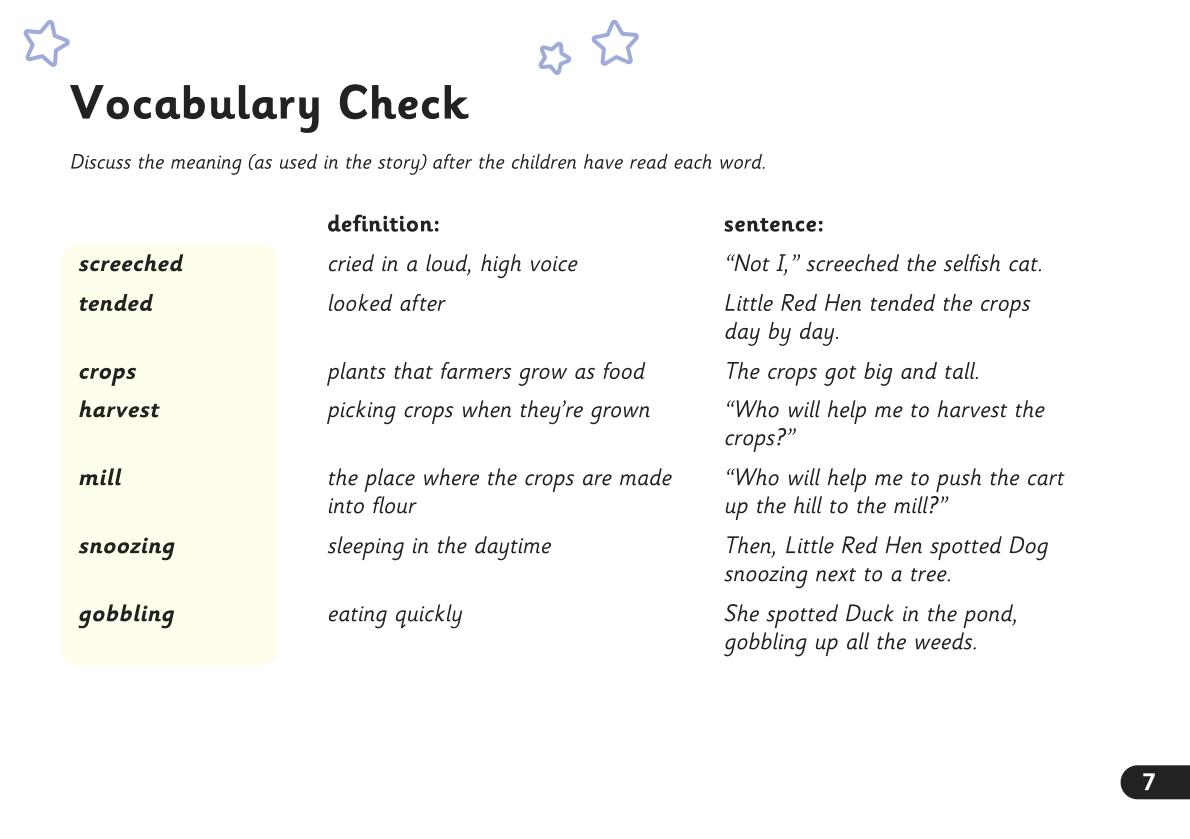 Vocabulary Check
Discuss the meaning (as used in the story) after the children have read each word.
definition: sentence:
screeched cried in a loud, high voice “Not I,” screeched the selfish cat.
tended looked after Little Red Hen tended the crops
day by day.
crops plants that farmers grow as food The crops got big and tall.
harvest picking crops when they’re grown “Who will help me to harvest the
crops?”
mill the place where the crops are made “Who will help me to push the cart
into flour up the hill to the mill?”
snoozing sleeping in the daytime Then, Little Red Hen spotted Dog
snoozing next to a tree.
gobbling eating quickly She spotted Duck in the pond,
gobbling up all the weeds.
7